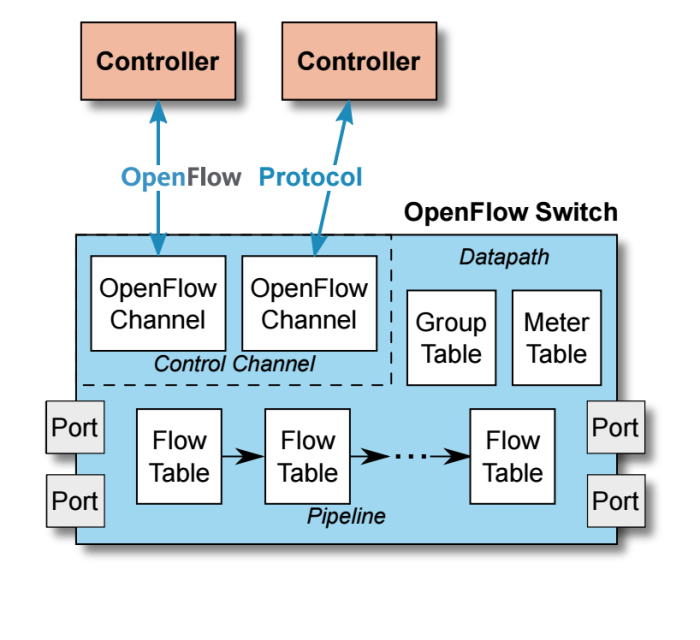 Controller
Controller
OpenFlow Protocol
OpenFlow Switch
Datapath
OpenFlow
Channel
OpenFlow
Channel
Control Channel
Group
Table
Meter
Table
Port
Port
Flow
Table
Flow
Table
...
Flow
Table
Pipeline
Port
Port